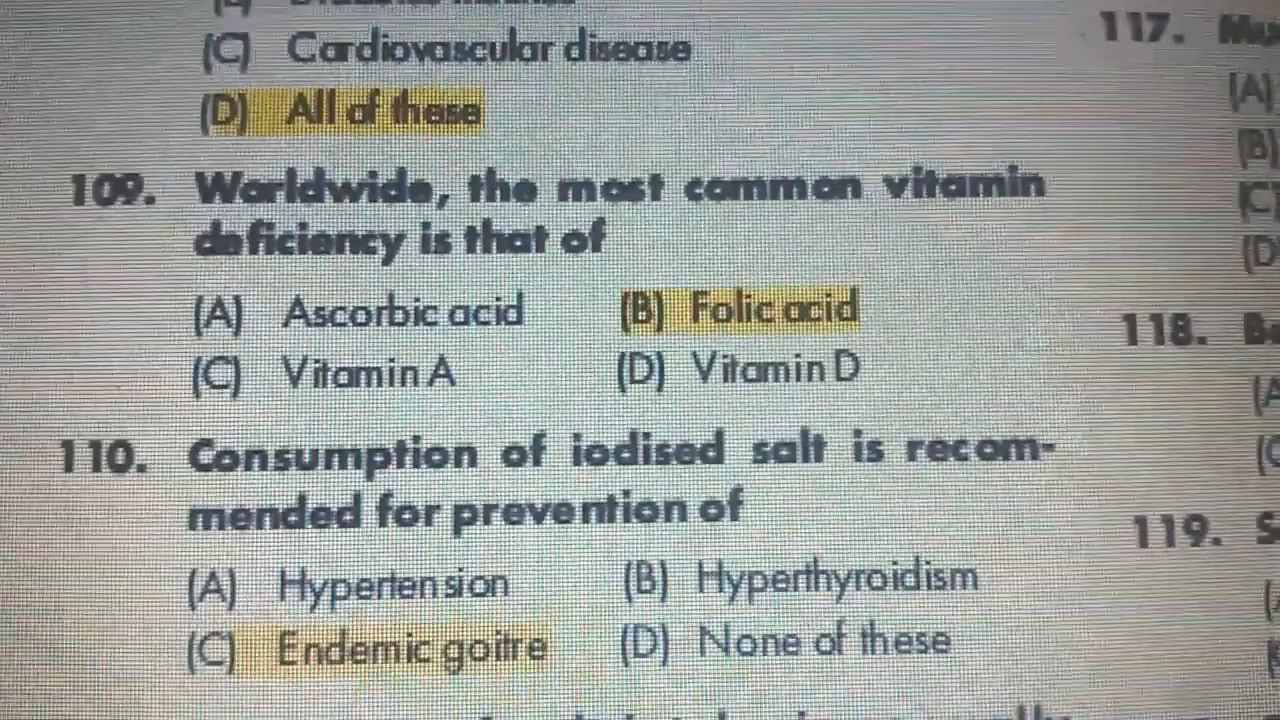 (C) Cardiovascular disease
(D) All of these
109. Worldwide, the most common vitamin
deficiency is that of
(A) Ascorbic acid (B) Folic acid
(C) Vitamin A (D) Vitamin D
110. Consumption of iodised salt is recom-
mended for prevention of
(A) Hypertension (B) Hyperthyroidism
(C) Endemic goitre (D) None of these
117.
(A)
(B)
(C)
(D
118.
(A
119.